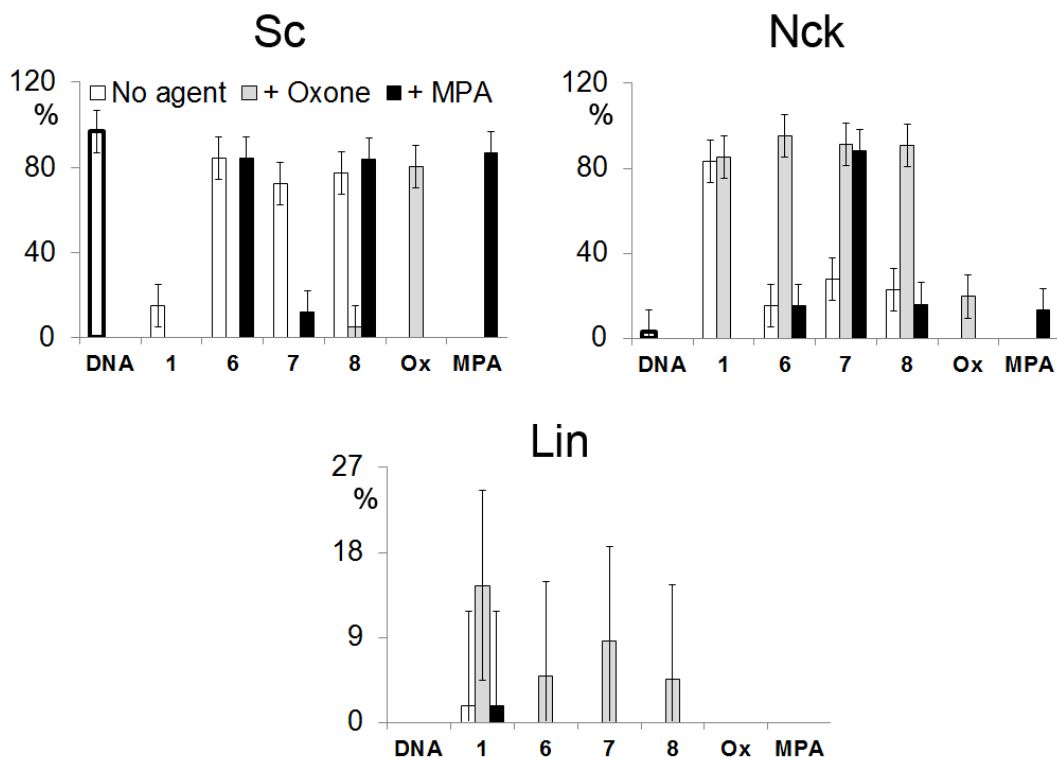 Sc
120
%
80
40
0
No agent + Oxone + MPA
DNA 1 6 7 8 Ox MPA
Nck
120
%
80
40
0
DNA 1 6 7 8 Ox MPA
Lin
27
%
18
9
0
DNA 1 6 7 8 Ox MPA